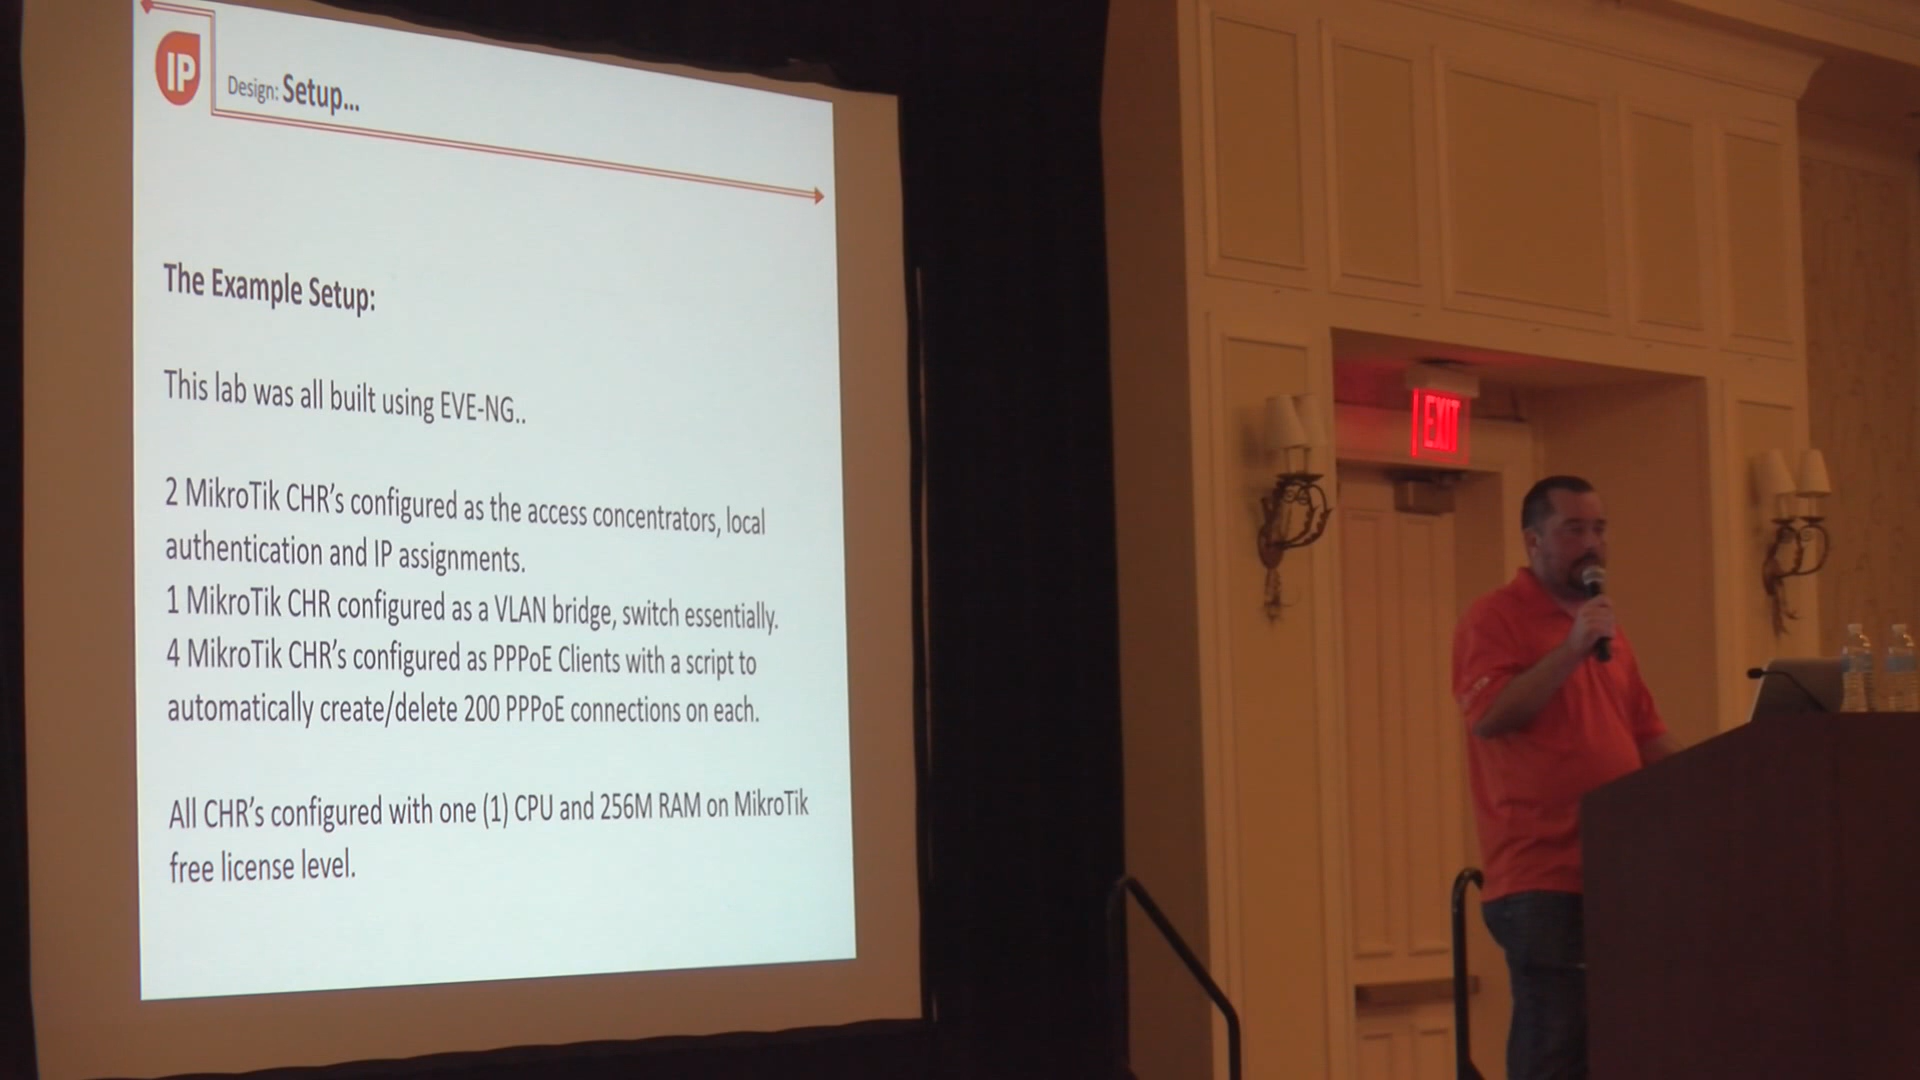 IP
Design: Setup...
The Example Setup:
This lab was all built using EVE-NG..
2 MikroTik CHR's configured as the access concentrators, local
authentication and IP assignments.
1 MikroTik CHR configured as a VLAN bridge, switch essentially.
4 MikroTik CHR's configured as PPPoE Clients with a script to
automatically create/delete 200 PPPoE connections on each.
All CHR's configured with one (1) CPU and 256M RAM on MikroTik
free license level.
EXIT